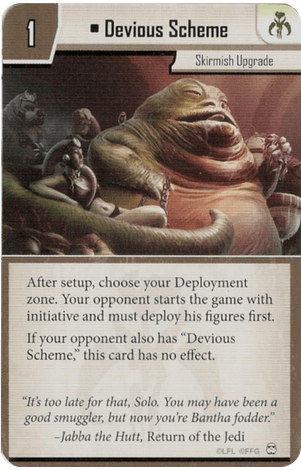 1
▪ Devious Scheme
Skirmish Upgrade
After setup, choose your Deployment
zone. Your opponent starts the game with
initiative and must deploy his figures first.
If your opponent also has “Devious
Scheme,” this card has no effect.
“It’s too late for that, Solo. You may have been a
good smuggler, but now you’re Bantha fodder.”
–Jabba the Hutt, Return of the Jedi
©LFL ©FFG